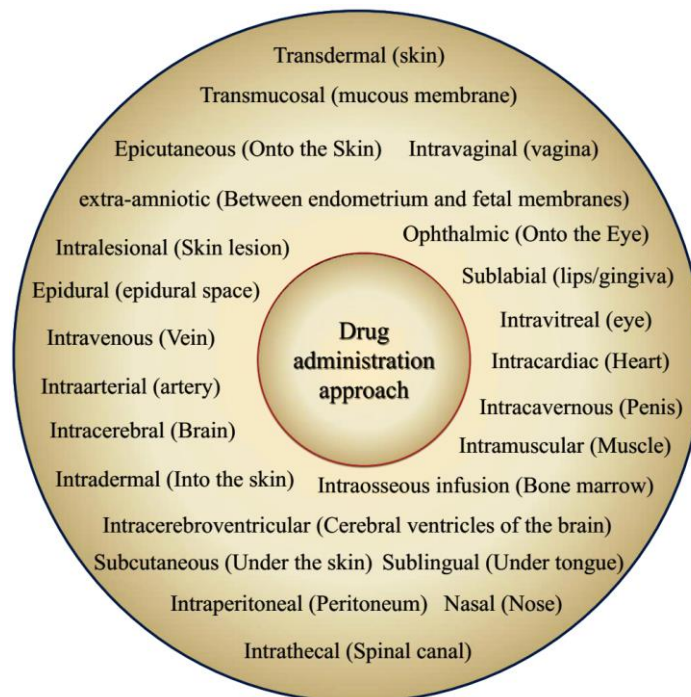 Transdermal (skin)
Transmucosal (mucous membrane)
Epicutaneous (Onto the Skin) Intravaginal (vagina)
extra-amniotic (Between endometrium and fetal membranes)
Ophthalmic (Onto the Eye)
Intralesional (Skin lesion)
Sublabial (lips/gingiva)
Epidural (epidural space)
Intravitreal (eye)
Intravenous (Vein)
Drug
administration
approach
Intracardiac (Heart)
Intraarterial (artery)
Intracavernous (Penis)
Intracerebral (Brain)
Intramuscular (Muscle)
Intradermal (Into the skin) Intraosseous infusion (Bone marrow)
Intracerebroventricular (Cerebral ventricles of the brain)
Subcutaneous (Under the skin) Sublingual (Under tongue)
Intraperitoneal (Peritoneum) Nasal (Nose)
Intrathecal (Spinal canal)